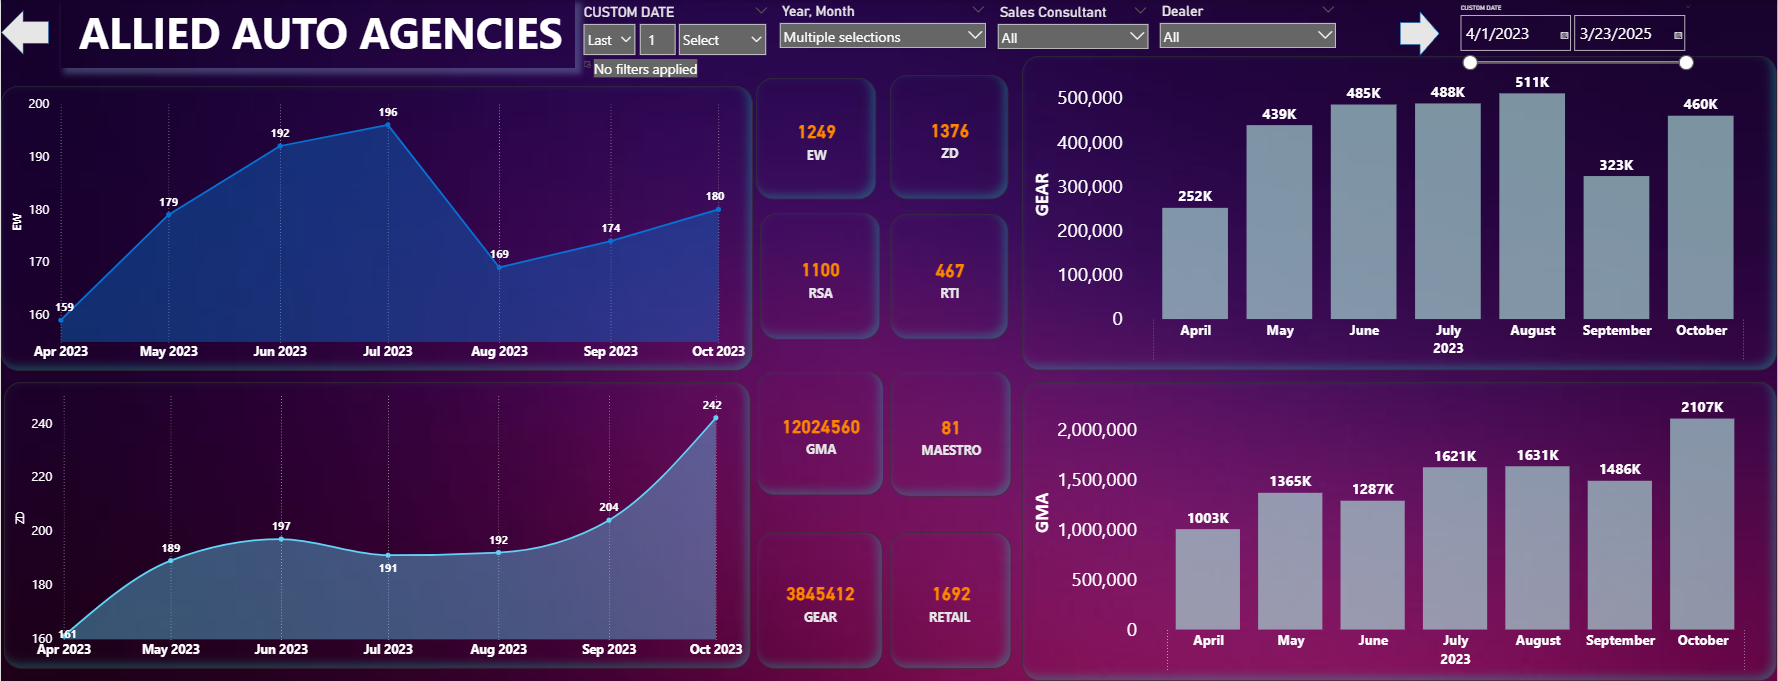 ALLIED AUTO AGENCIES
CUSTOM DATE
Last
1
Select
No filters applied
Year, Month
Multiple selections
Sales Consultant
All
Dealer
All
CUSTOM DATE
4/1/2023
3/23/2025
EW
200
190
180
170
160
159
179
192
196
169
174
180
Apr 2023
May 2023
Jun 2023
Jul 2023
Aug 2023
Sep 2023
Oct 2023
ZD
240
220
200
180
160
161
189
197
191
192
204
242
Apr 2023
May 2023
Jun 2023
Jul 2023
Aug 2023
Sep 2023
Oct 2023
1249
EW
1376
ZD
1100
RSA
467
RTI
12024560
GMA
81
MAESTRO
3845412
GEAR
1692
RETAIL
GEAR
500,000
400,000
300,000
200,000
100,000
0
252K
439K
485K
488K
511K
323K
460K
April
May
June
July
August
September
October
2023
GMA
2,000,000
1,500,000
1,000,000
500,000
0
1003K
1365K
1287K
1621K
1631K
1486K
2107K
April
May
June
July
August
September
October
2023